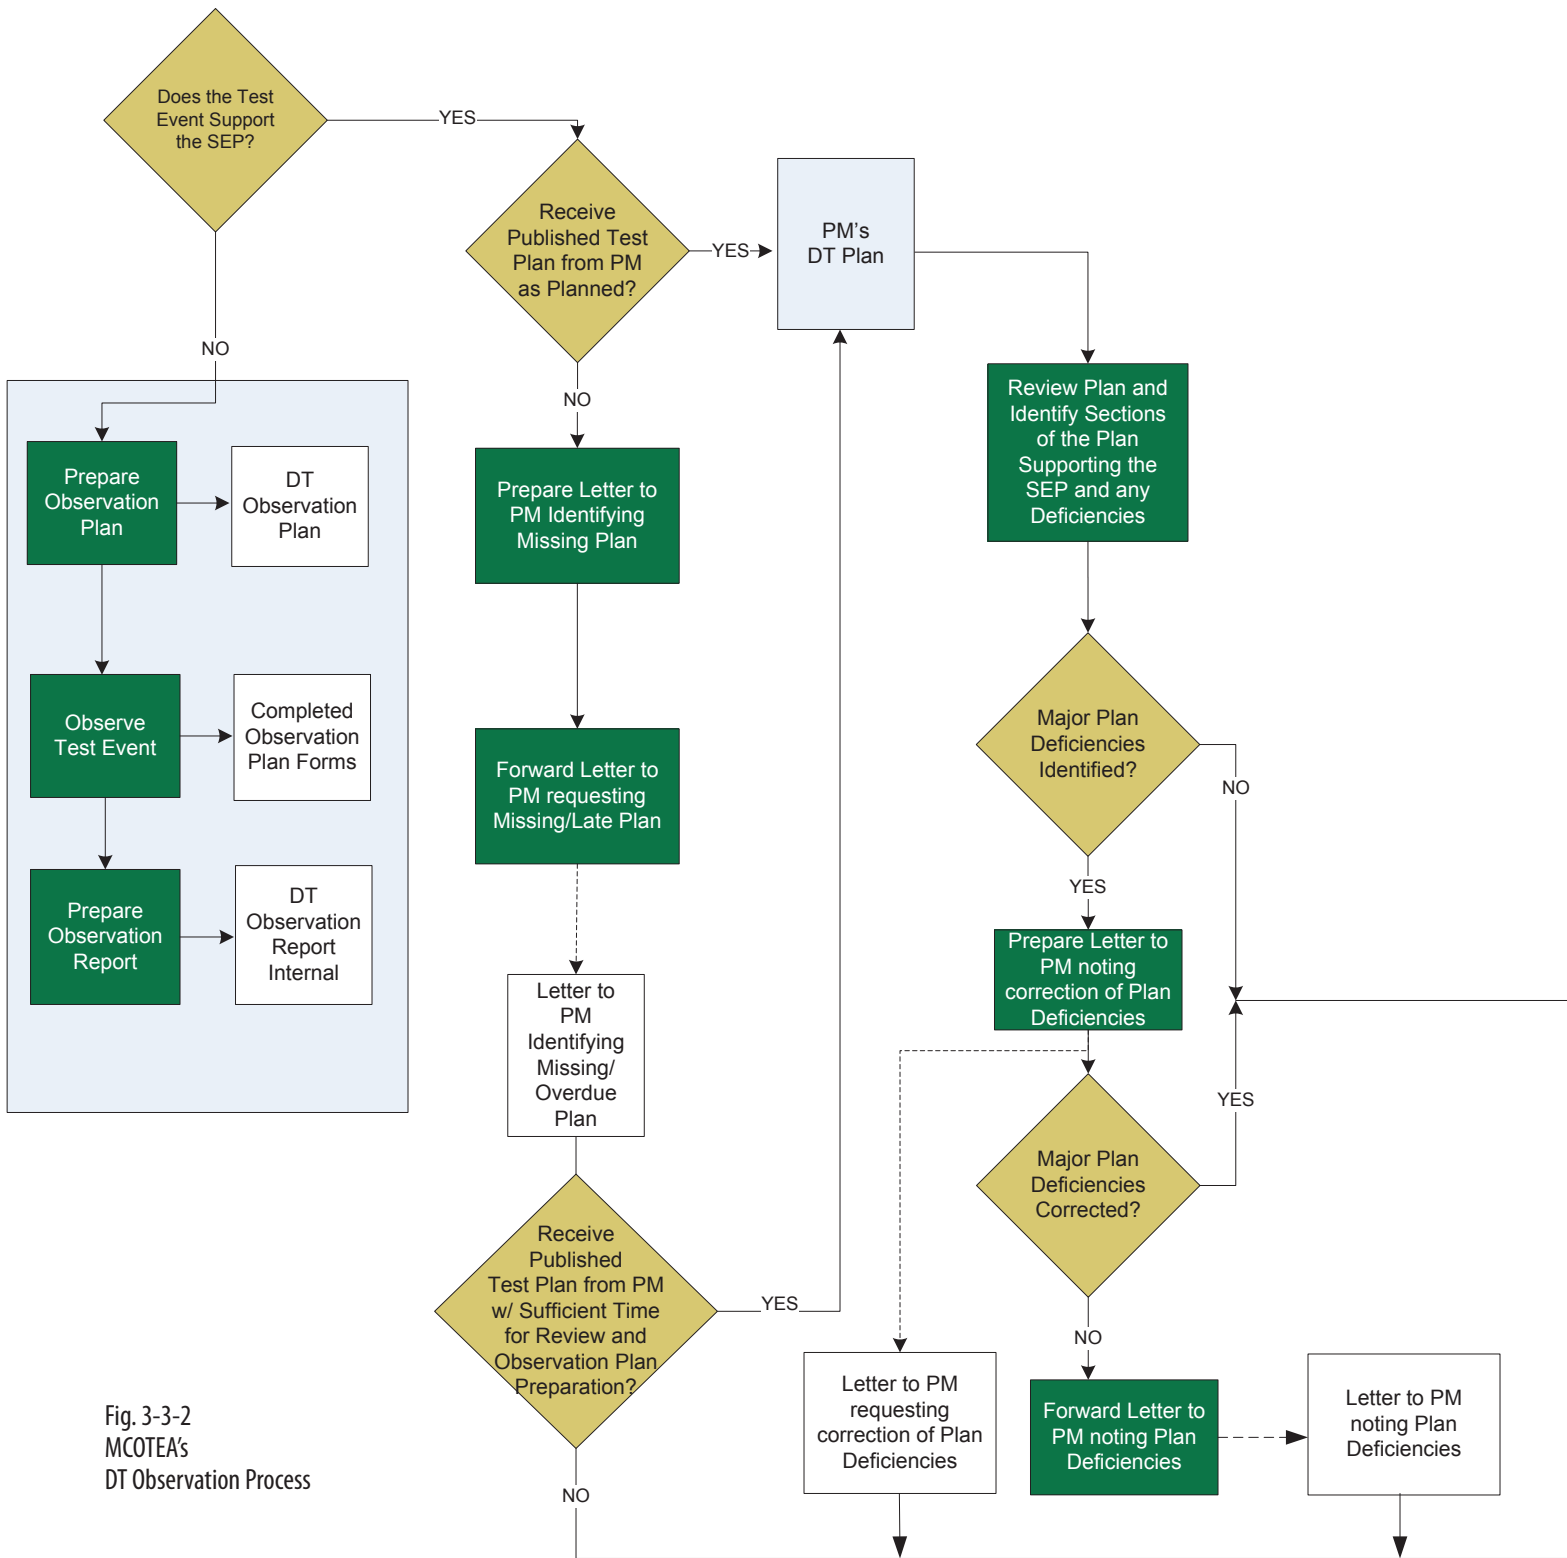 Does the Test
Event Support
the SEP?
YES
NO
Prepare
Observation
Plan
DT
Observation
Plan
Observe
Test Event
Completed
Observation
Plan Forms
Prepare
Observation
Report
DT
Observation
Report
Internal
Receive
Published Test
Plan from PM
as Planned?
YES
NO
Prepare Letter to
PM Identifying
Missing Plan
Forward Letter to
PM requesting
Missing/Late Plan
Letter to
PM
Identifying
Missing/
Overdue
Plan
Receive
Published
Test Plan from PM
w/ Sufficient Time
for Review and
Observation Plan
Preparation?
YES
NO
PM's
DT Plan
Review Plan and
Identify Sections
of the Plan
Supporting the
SEP and any
Deficiencies
Major Plan
Deficiencies
Identified?
NO
YES
Prepare Letter to
PM noting
correction of Plan
Deficiencies
Major Plan
Deficiencies
Corrected?
YES
NO
Letter to PM
requesting
correction of Plan
Deficiencies
Forward Letter to
PM noting Plan
Deficiencies
Letter to PM
noting Plan
Deficiencies
Fig. 3-3-2
MCOTEA's
DT Observation Process